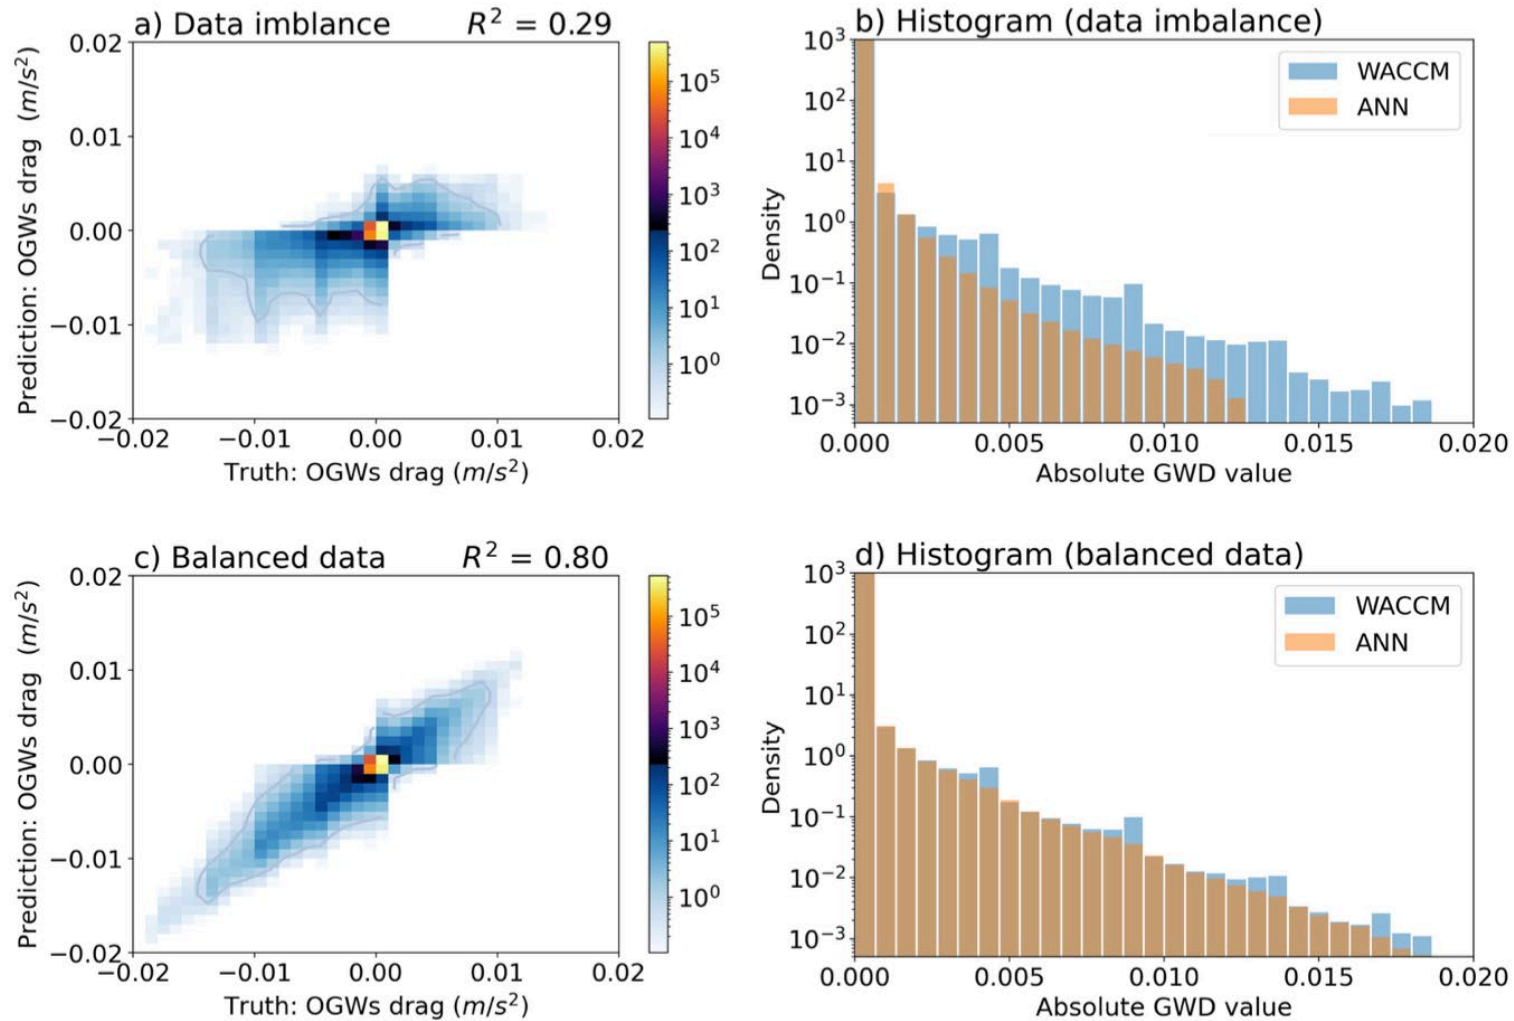 a) Data imblance R² = 0.29
Prediction: OGWs drag (m/s²)
0.02
0.01
0.00
−0.01
−0.02
−0.02 −0.01 0.00 0.01 0.02
Truth: OGWs drag (m/s²)
10⁵
10⁴
10³
10²
10¹
10⁰
b) Histogram (data imbalance)
Density
10³
10²
10¹
10⁰
10⁻¹
10⁻²
10⁻³
WACCM
ANN
0.000 0.005 0.010 0.015 0.020
Absolute GWD value
c) Balanced data R² = 0.80
Prediction: OGWs drag (m/s²)
0.02
0.01
0.00
−0.01
−0.02
−0.02 −0.01 0.00 0.01 0.02
Truth: OGWs drag (m/s²)
10⁵
10⁴
10³
10²
10¹
10⁰
d) Histogram (balanced data)
Density
10³
10²
10¹
10⁰
10⁻¹
10⁻²
10⁻³
WACCM
ANN
0.000 0.005 0.010 0.015 0.020
Absolute GWD value